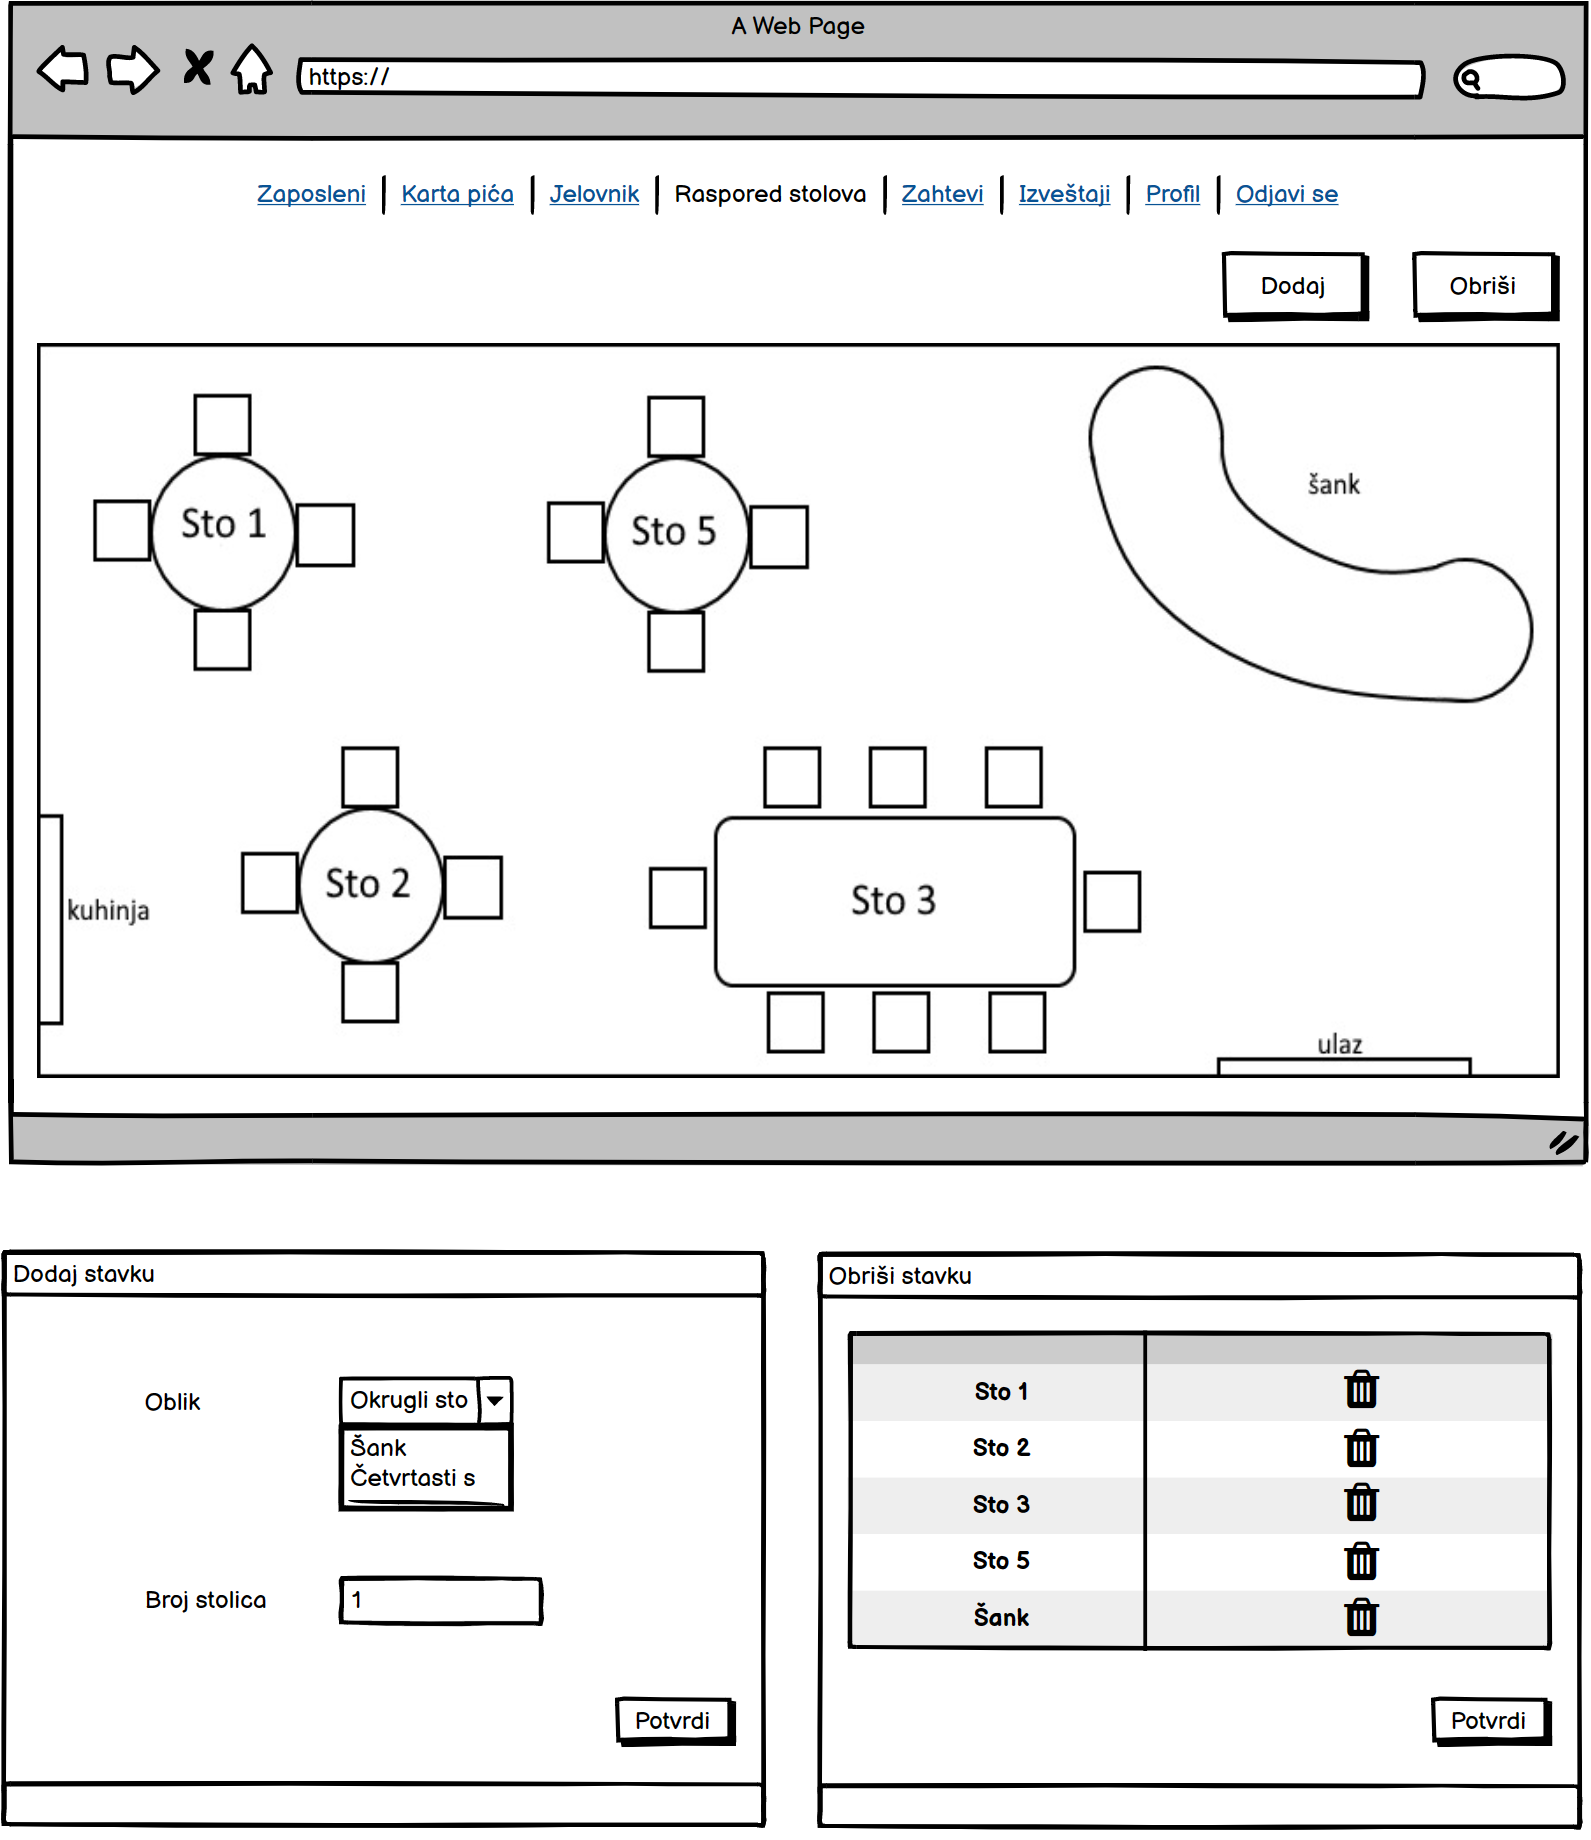 A Web Page
https://
Zaposleni Karta pića Jelovnik Raspored stolova Zahtevi Izveštaji Profil Odjavi se
Dodaj Obriši
Sto 1
Sto 5
šank
Sto 2
Sto 3
kuhinja
ulaz
Dodaj stavku
Oblik
Okrugli sto
Šank
Četvrtasti s
Broj stolica
1
Potvrdi
Obriši stavku
Sto 1
Sto 2
Sto 3
Sto 5
Šank
Potvrdi